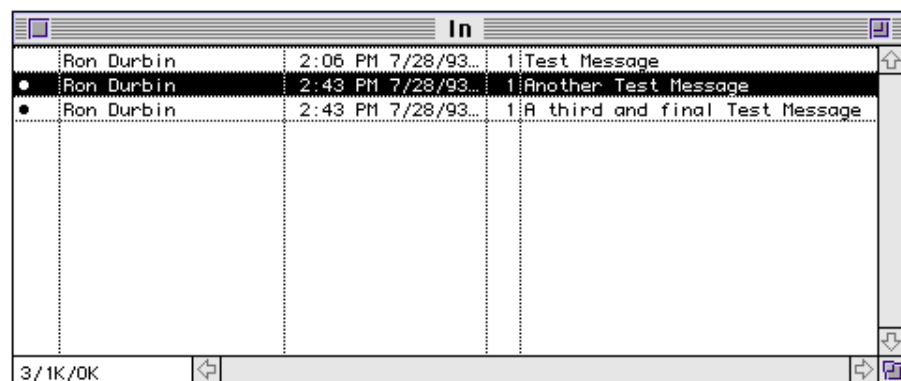 In
Ron Durbin 2:06 PM 7/28/93… 1 Test Message
• Ron Durbin 2:43 PM 7/28/93… 1 Another Test Message
• Ron Durbin 2:43 PM 7/28/93… 1 A third and final Test Message
3/1K/0K